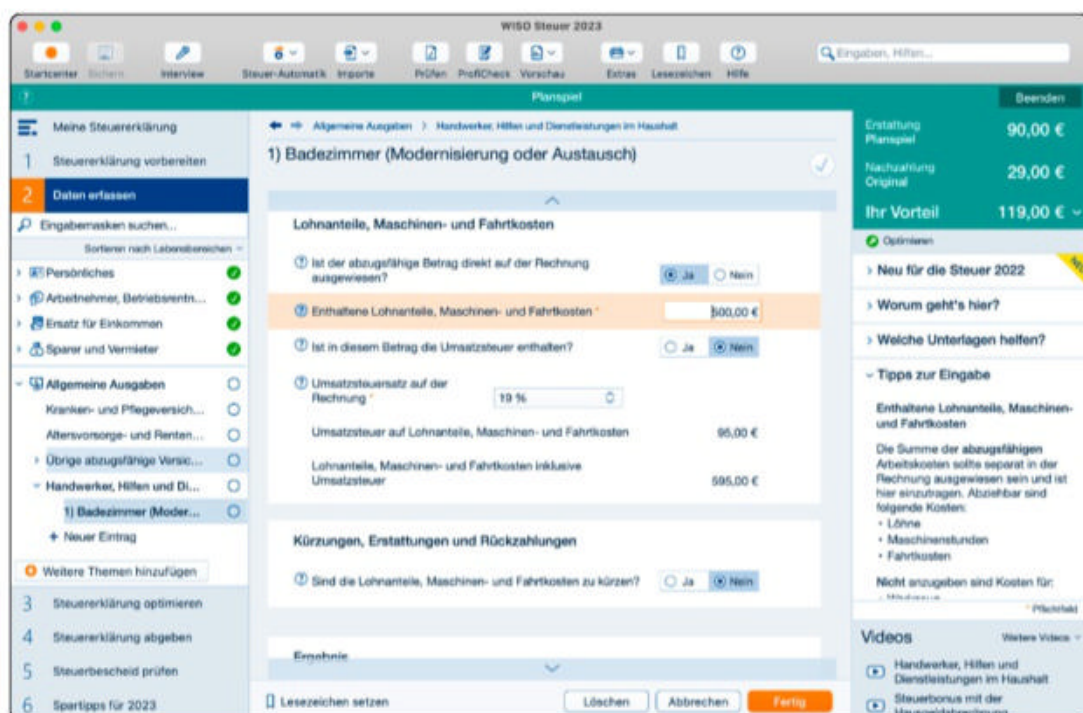 WISO Steuer 2023
Startcenter Sichern Interview Steuer-Automatik Importe Prüfen ProfiCheck Vorschau Extras Lesezeichen Hilfe
Eingaben, Hilfen...
Planspiel
Beenden
Meine Steuererklärung
1 Steuererklärung vorbereiten
2 Daten erfassen
Eingabemasken suchen...
Sortieren nach Lebensbereichen
Persönliches
Arbeitnehmer, Betriebsrentn...
Ersatz für Einkommen
Sparer und Vermieter
Allgemeine Ausgaben
Kranken- und Pflegeversich...
Altersvorsorge- und Renten...
Übrige abzugsfähige Versic...
Handwerker, Hilfen und Di...
1) Badezimmer (Moder...
+ Neuer Eintrag
Weitere Themen hinzufügen
3 Steuererklärung optimieren
4 Steuererklärung abgeben
5 Steuerbescheid prüfen
6 Spartipps für 2023
Allgemeine Ausgaben > Handwerker, Hilfen und Dienstleistungen im Haushalt
1) Badezimmer (Modernisierung oder Austausch)
Lohnanteile, Maschinen- und Fahrtkosten
Ist der abzugsfähige Betrag direkt auf der Rechnung
ausgewiesen?
Ja Nein
Enthaltene Lohnanteile, Maschinen- und Fahrtkosten *
500,00 €
Ist in diesem Betrag die Umsatzsteuer enthalten?
Ja Nein
Umsatzsteuersatz auf der
Rechnung *
19 %
Umsatzsteuer auf Lohnanteile, Maschinen- und Fahrtkosten
95,00 €
Lohnanteile, Maschinen- und Fahrtkosten inklusive
Umsatzsteuer
595,00 €
Kürzungen, Erstattungen und Rückzahlungen
Sind die Lohnanteile, Maschinen- und Fahrtkosten zu kürzen?
Ja Nein
Ergebnis
Lesezeichen setzen
Löschen Abbrechen Fertig
Erstattung
Planspiel
90,00 €
Nachzahlung
Original
29,00 €
Ihr Vorteil 119,00 €
Optimieren
Neu für die Steuer 2022
Worum geht's hier?
Welche Unterlagen helfen?
Tipps zur Eingabe
Enthaltene Lohnanteile, Maschinen-
und Fahrtkosten
Die Summe der abzugsfähigen
Arbeitskosten sollte separat in der
Rechnung ausgewiesen sein und ist
hier einzutragen. Abziehbar sind
folgende Kosten:
• Löhne
• Maschinenstunden
• Fahrtkosten
Nicht anzugeben sind Kosten für:
* Pflichtfeld
Videos
Weitere Videos
Handwerker, Hilfen und
Dienstleistungen im Haushalt
Steuerbonus mit der